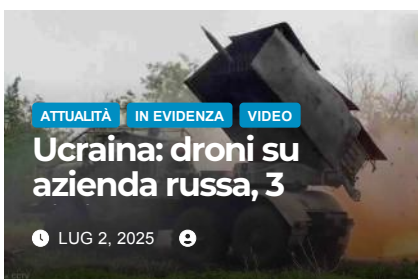 ATTUALITÀ IN EVIDENZA VIDEO
Ucraina: droni su
azienda russa, 3
LUG 2, 2025